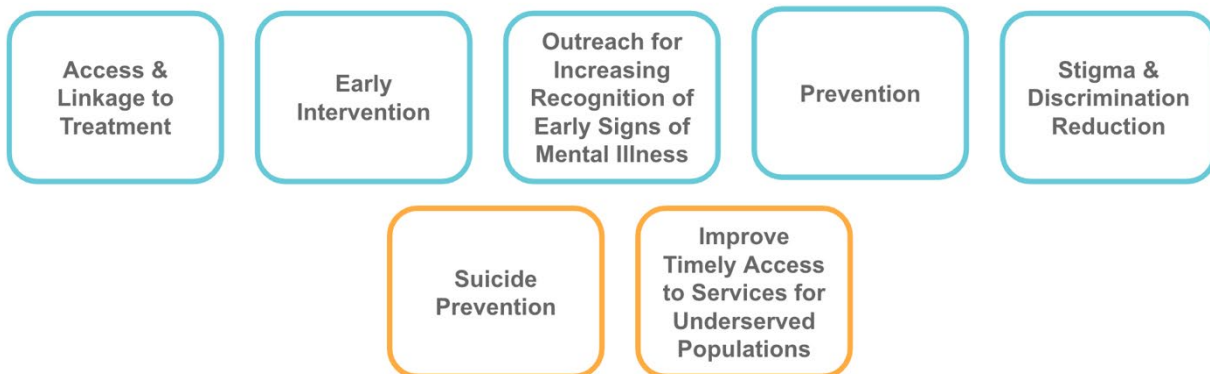 Access &
Linkage to
Treatment
Early
Intervention
Outreach for
Increasing
Recognition of
Early Signs of
Mental Illness
Prevention
Stigma &
Discrimination
Reduction
Suicide
Prevention
Improve
Timely Access
to Services for
Underserved
Populations